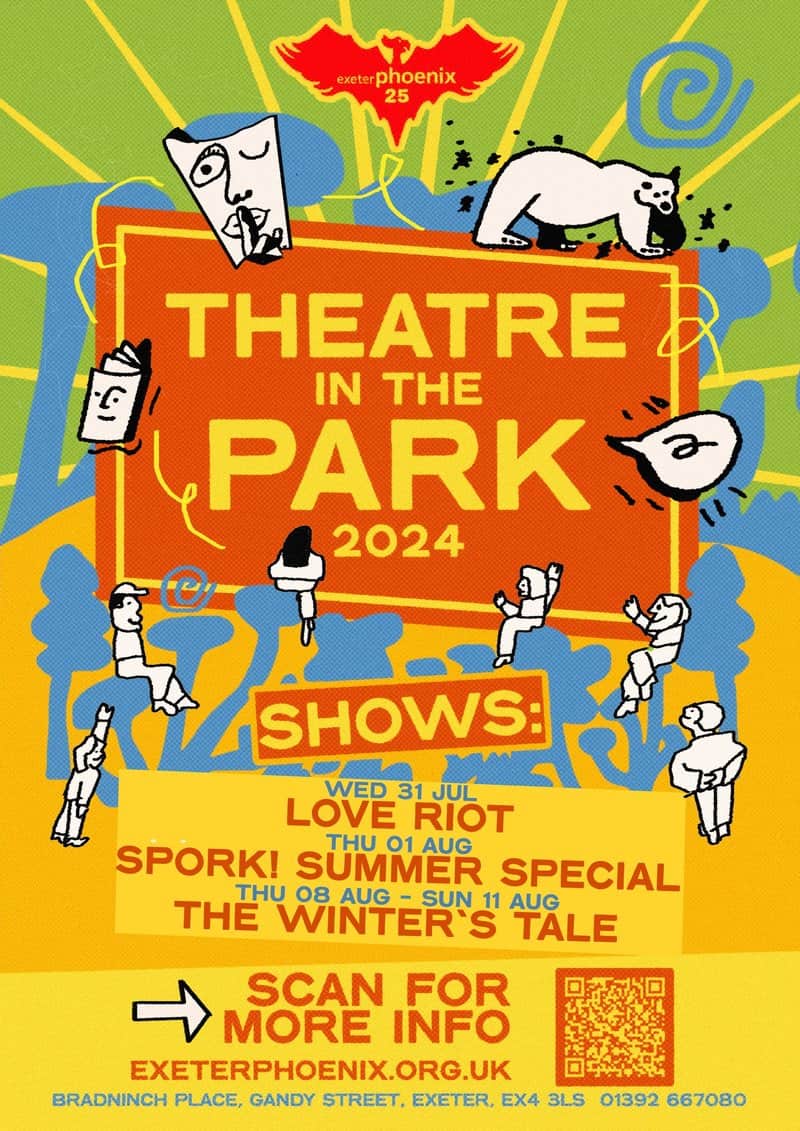 exeter phoenix
25
THEATRE
IN THE
PARK
2024
SHOWS:
WED 31 JUL
LOVE RIOT
THU 01 AUG
SPORK! SUMMER SPECIAL
THU 08 AUG - SUN 11 AUG
THE WINTER`S TALE
SCAN FOR
MORE INFO
EXETERPHOENIX.ORG.UK
BRADNINCH PLACE, GANDY STREET, EXETER, EX4 3LS 01392 667080